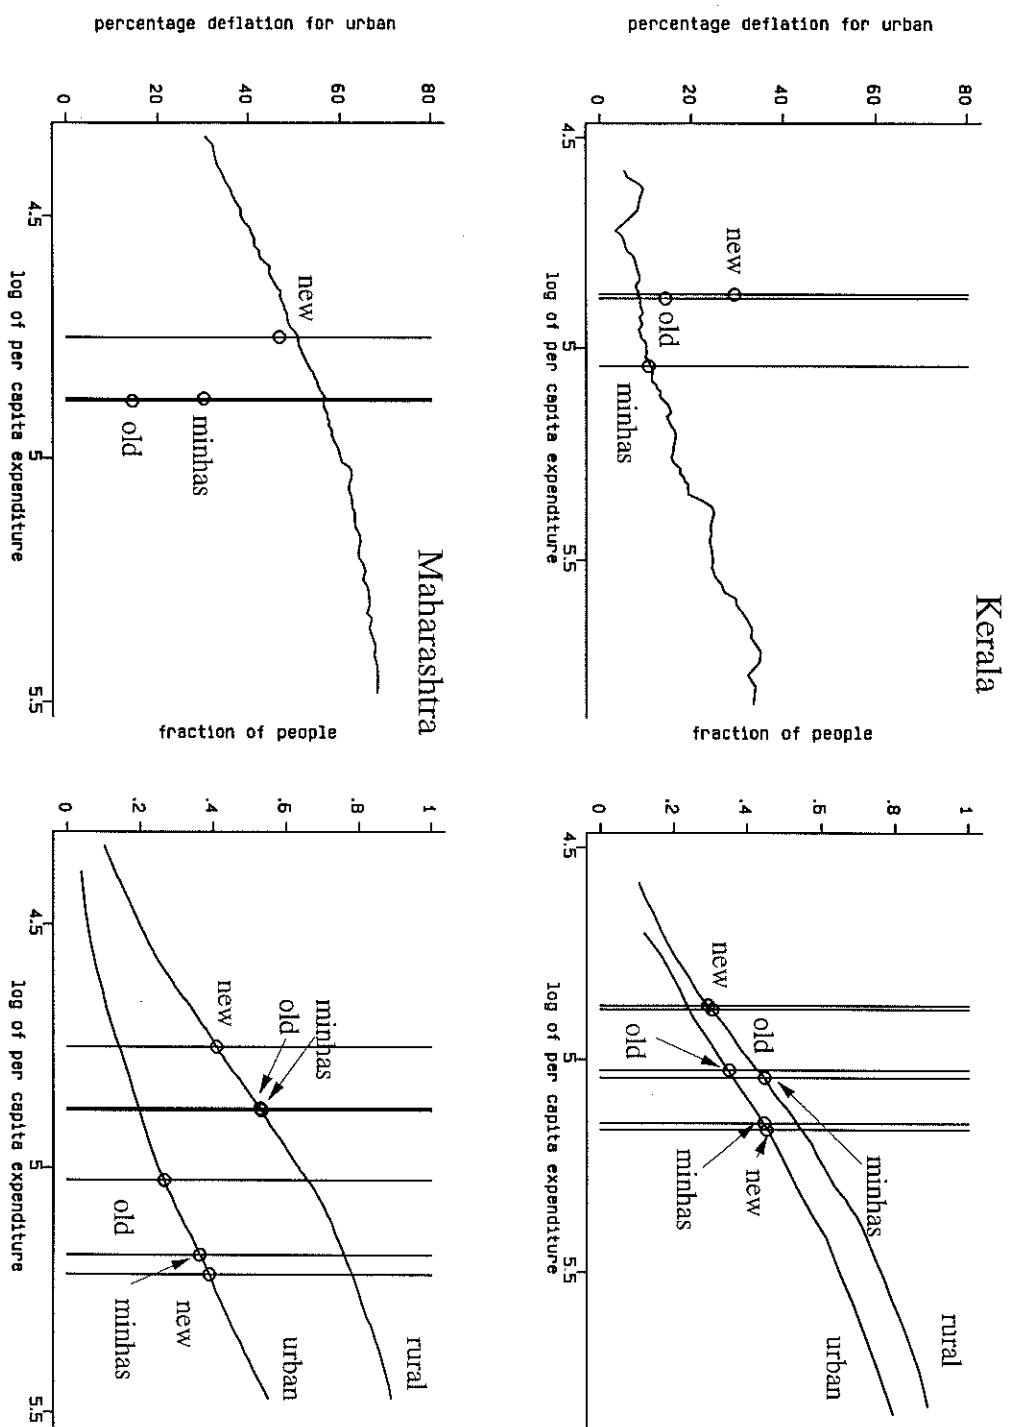 Kerala
percentage deflation for urban
80
60
40
20
0
new
old
minhas
4.5
5
5.5
log of per capita expenditure
fraction of people
1
.8
.6
.4
.2
0
rural
urban
minhas
old
new
old
new
minhas
4.5
5
5.5
log of per capita expenditure
Maharashtra
percentage deflation for urban
80
60
40
20
0
new
minhas
old
4.5
5
5.5
log of per capita expenditure
fraction of people
1
.8
.6
.4
.2
0
rural
urban
minhas
old
new
old
new
minhas
4.5
5
5.5
log of per capita expenditure